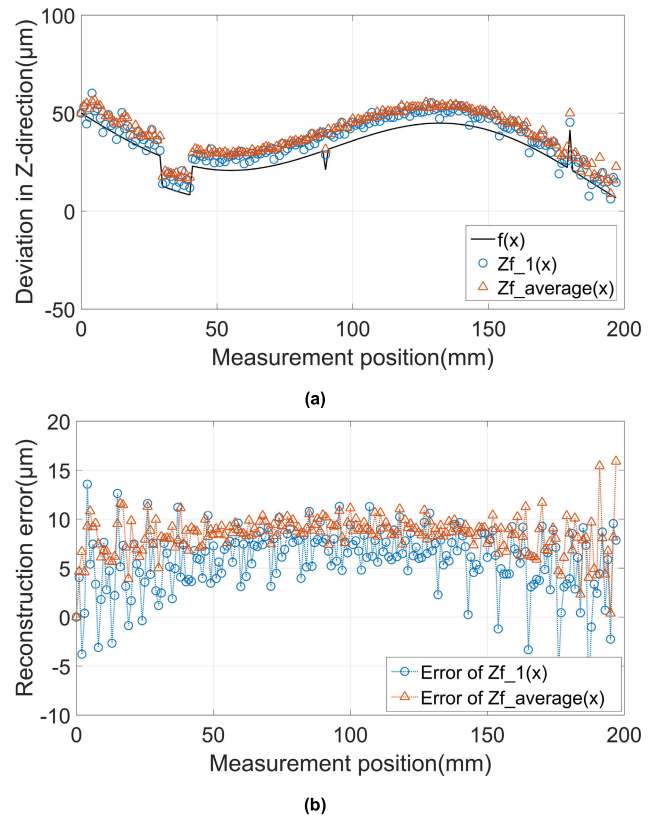 100
50
0
-50
Deviation in Z-direction(μm)
f(x)
Zf_1(x)
Zf_average(x)
0 50 100 150 200
Measurement position(mm)
(a)
20
15
10
5
0
-5
-10
Reconstruction error(μm)
Error of Zf_1(x)
Error of Zf_average(x)
0 50 100 150 200
Measurement position(mm)
(b)